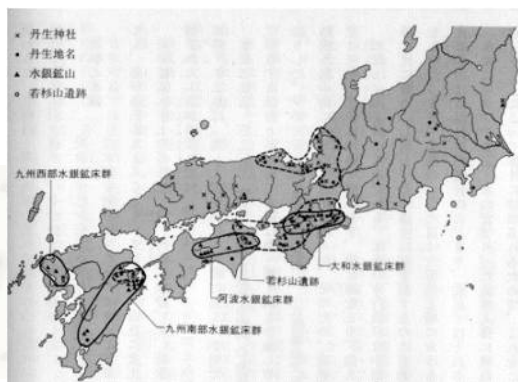 × 丹生神社
• 丹生地名
▲ 水銀鉱山
○ 若杉山遺跡
九州西部水銀鉱床群
大和水銀鉱床群
若杉山遺跡
阿波水銀鉱床群
九州南部水銀鉱床群